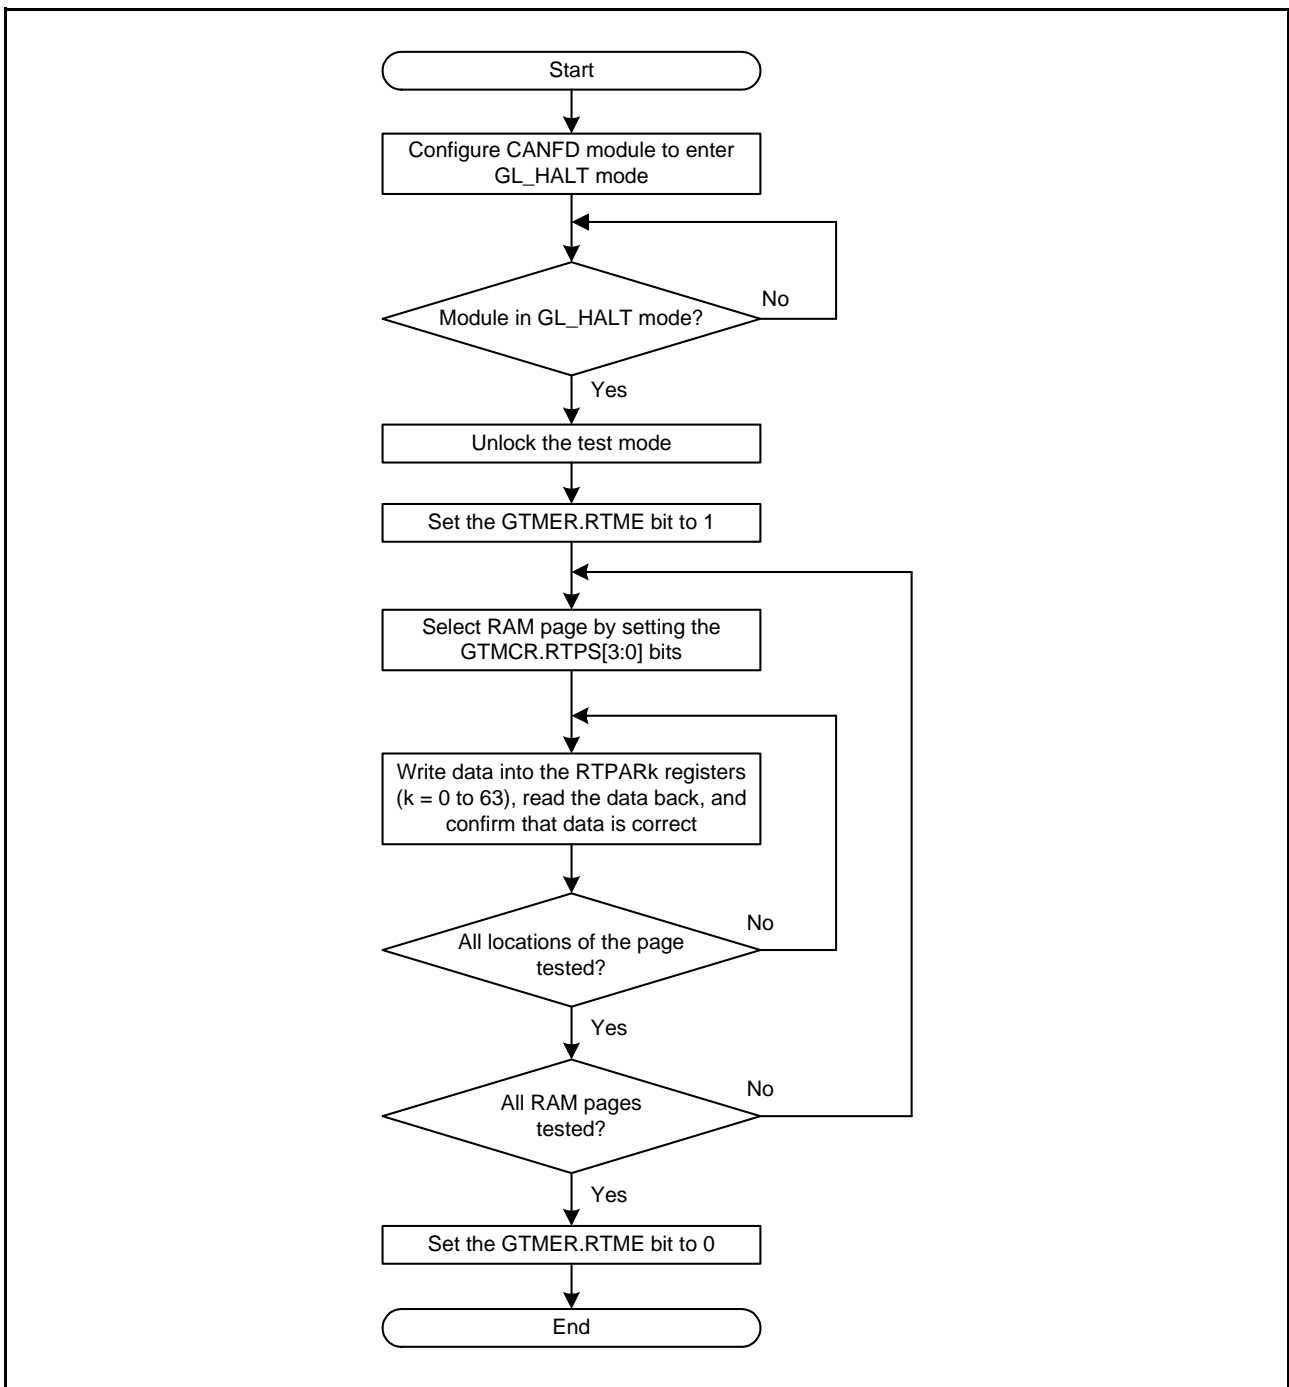 Start
Configure CANFD module to enter
GL_HALT mode
No
Module in GL_HALT mode?
Yes
Unlock the test mode
Set the GTMER.RTME bit to 1
Select RAM page by setting the
GTMCR.RTPS[3:0] bits
Write data into the RTPARk registers
(k = 0 to 63), read the data back, and
confirm that data is correct
No
All locations of the page
tested?
Yes
No
All RAM pages
tested?
Yes
Set the GTMER.RTME bit to 0
End